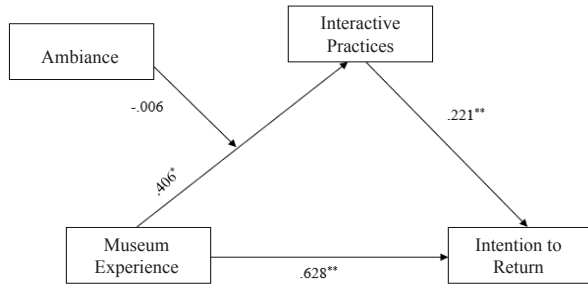 Interactive
Practices
Ambiance
-.006
.221**
.406*
Museum
Experience
Intention to
Return
.628**